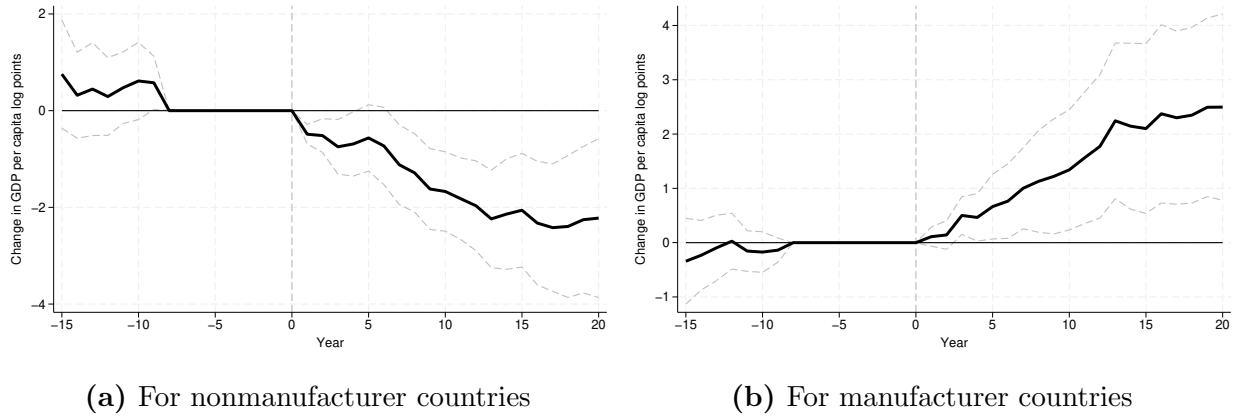 2
0
−2
−4
Change in GDP per capita log points
−15 −10 −5 0 5 10 15 20
Year
4
3
2
1
0
−1
Change in GDP per capita log points
−15 −10 −5 0 5 10 15 20
Year
(a) For nonmanufacturer countries
(b) For manufacturer countries